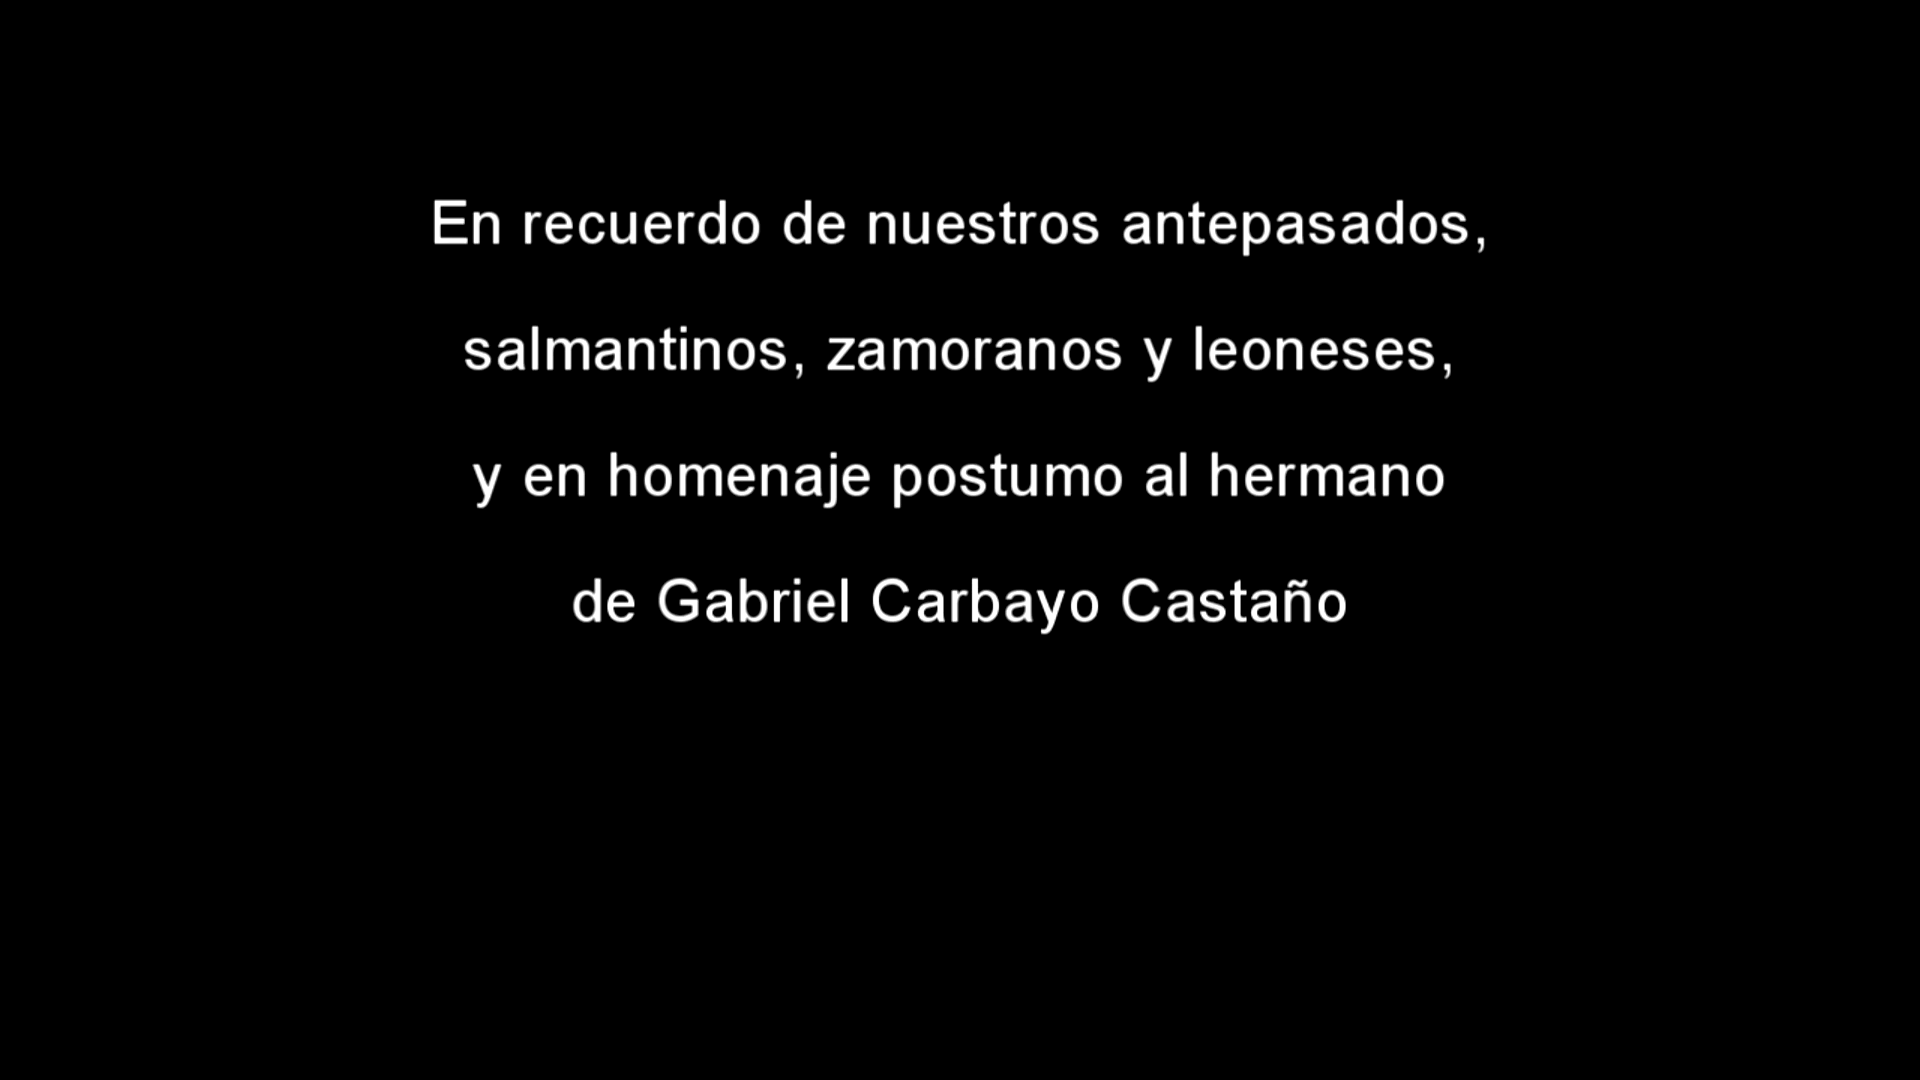 En recuerdo de nuestros antepasados,
salmantinos, zamoranos y leoneses,
y en homenaje postumo al hermano
de Gabriel Carbayo Castaño